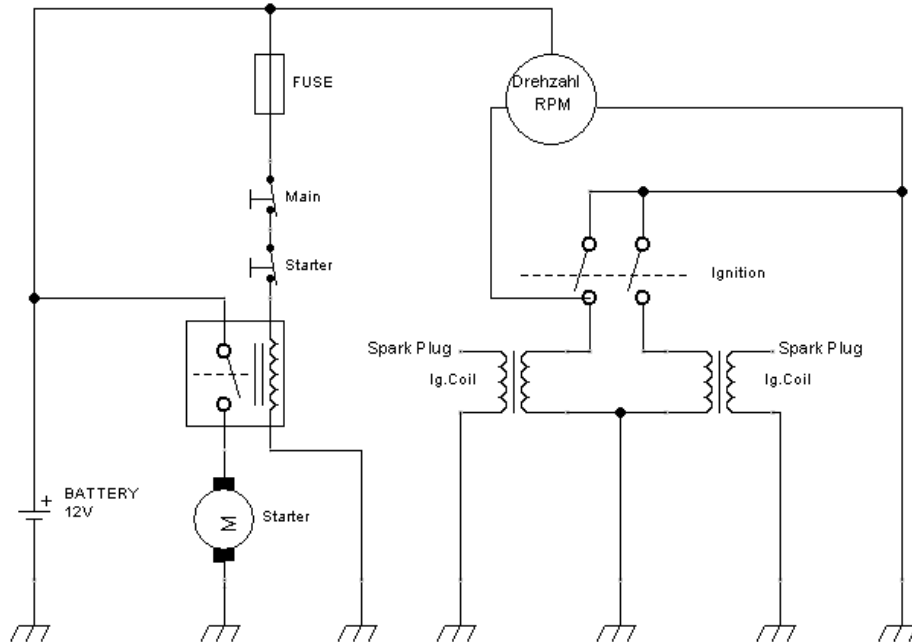 FUSE
Drehzahl
RPM
Main
Starter
Ignition
Spark Plug
Ig.Coil
Spark Plug
Ig.Coil
+
BATTERY
12V
M
Starter